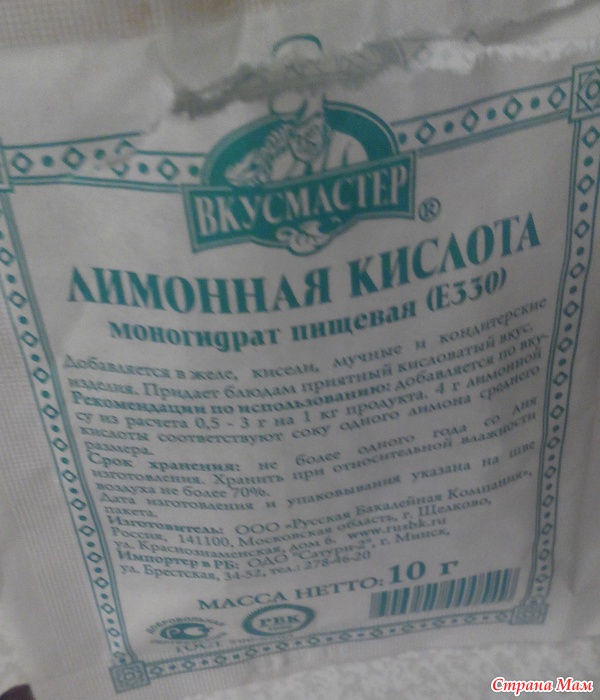 ВКУСМАСТЕР ®
ЛИМОННАЯ КИСЛОТА
моногидрат пищевая (Е330)
Добавляется в желе, кисели, мучные и кондитерские
изделия. Придает блюдам приятный кисловатый вкус.
Рекомендации по использованию: добавляется по вку-
су из расчета 0,5 - 3 г на 1 кг продукта. 4 г лимонной
кислоты соответствуют соку одного лимона среднего
размера.
Срок хранения: не более одного года со дня
изготовления. Хранить при относительной влажности
воздуха не более 70%.
Дата изготовления и упаковывания указана на шве
пакета.
Изготовитель: ООО «Русская Бакалейная Компания»,
Россия, 141100, Московская область, г. Щелково,
ул. Краснознаменская, дом 6. www.rusbk.ru
Импортер в РБ: ОДО "Сатурн-2", г. Минск,
ул. Брестская, 34-52, тел.: 278-46-20
МАССА НЕТТО: 10 г
ДОБРОВОЛЬНАЯ
РВК
ГОСТ
Страна Мам